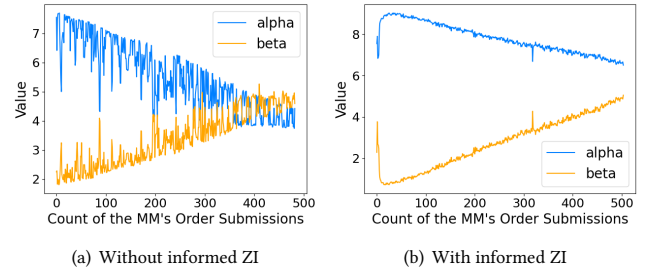 alpha
beta
7
6
5
4
3
2
Value
0 100 200 300 400 500
Count of the MM's Order Submissions
(a) Without informed ZI
8
6
4
2
Value
alpha
beta
0 100 200 300 400 500
Count of the MM's Order Submissions
(b) With informed ZI